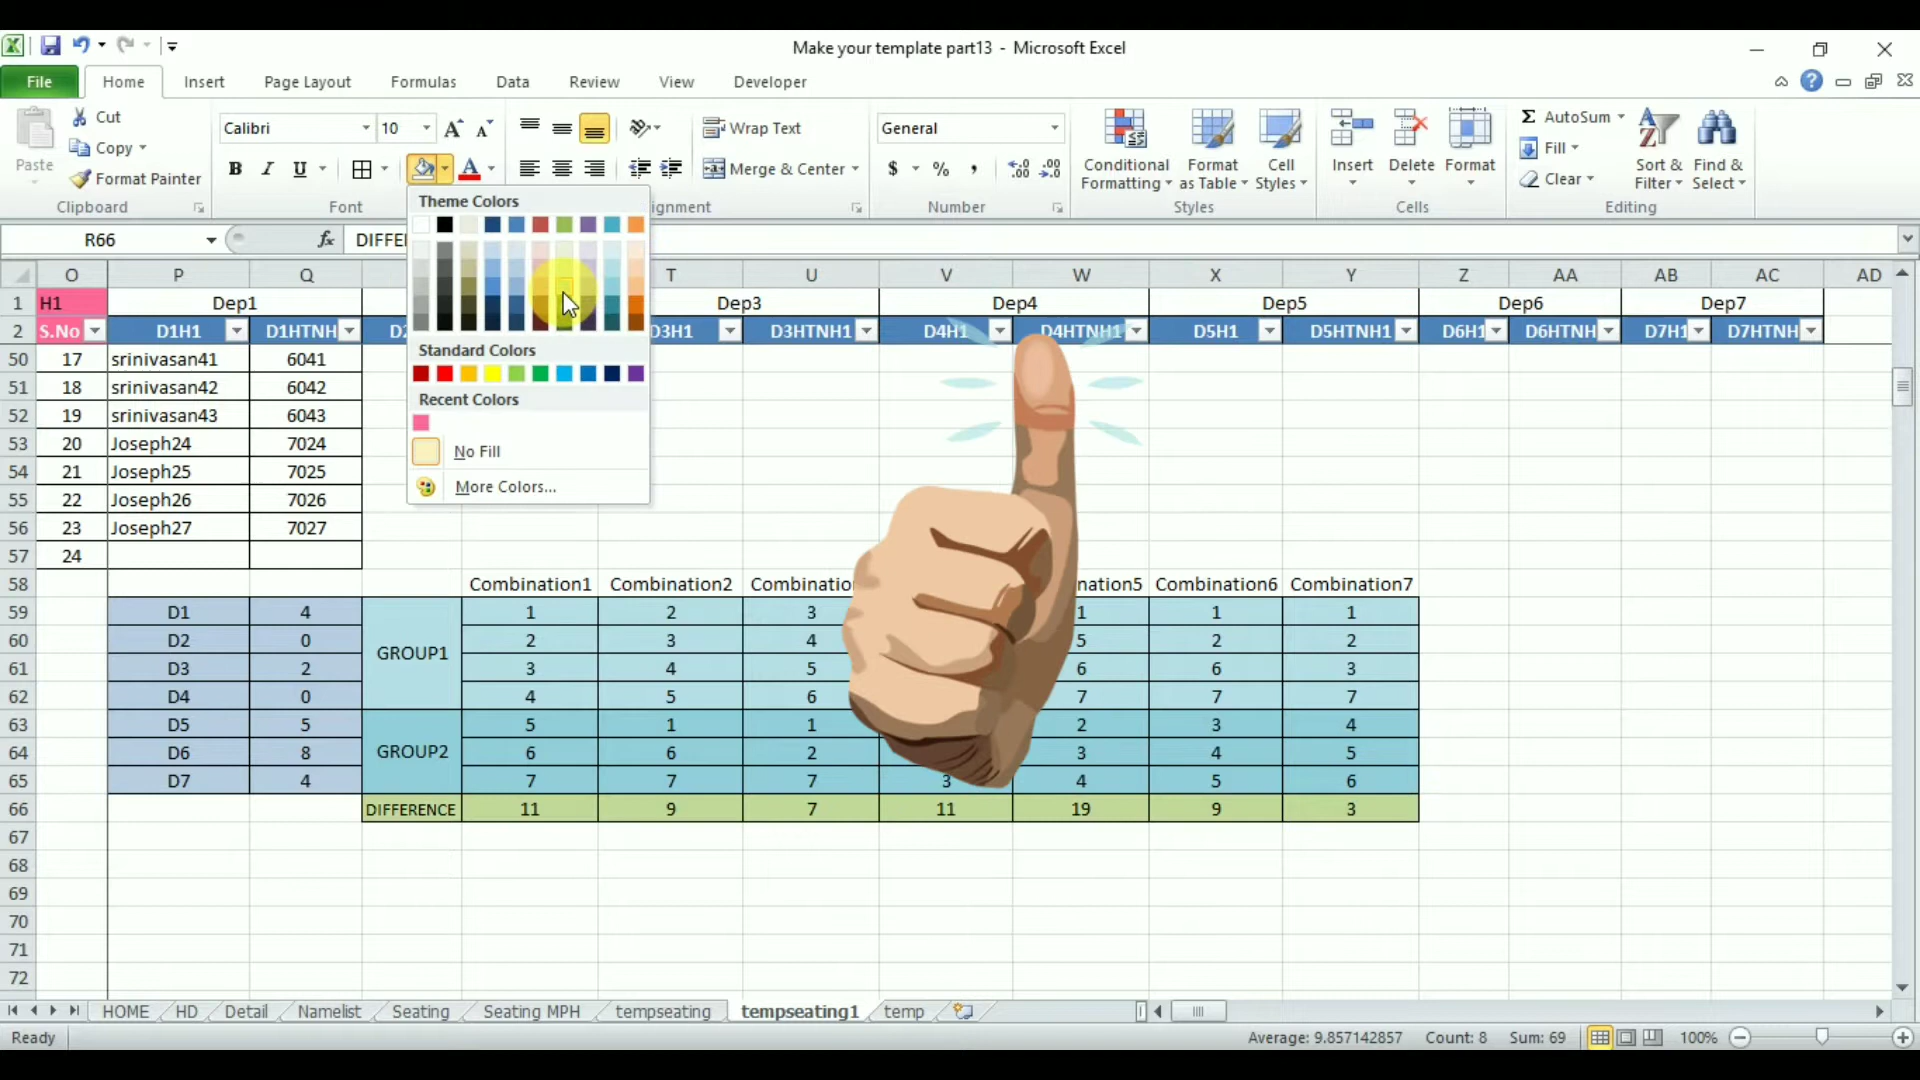 Make your template part13 - Microsoft Excel
File Home Insert Page Layout Formulas Data Review View Developer
Paste Cut Copy Format Painter Clipboard
Calibri 10 B I U A Font
Wrap Text Merge & Center ignment
General $ % , Number
Conditional Formatting Format as Table Cell Styles Styles
Insert Delete Format Cells
Σ AutoSum Fill Clear Sort & Filter Find & Select Editing
R66 fx DIFFE
Theme Colors
Standard Colors
Recent Colors
No Fill
More Colors...
O P Q T U V W X Y Z AA AB AC AD
1 H1 Dep1 Dep3 Dep4 Dep5 Dep6 Dep7
2 S.No D1H1 D1HTNH D2 D3H1 D3HTNH1 D4H1 D4HTNH1 D5H1 D5HTNH1 D6H1 D6HTNH D7H1 D7HTNH
50 17 srinivasan41 6041
51 18 srinivasan42 6042
52 19 srinivasan43 6043
53 20 Joseph24 7024
54 21 Joseph25 7025
55 22 Joseph26 7026
56 23 Joseph27 7027
57 24
58 Combination1 Combination2 Combinatio nation5 Combination6 Combination7
59 D1 4 GROUP1 1 2 3 1 1 1
60 D2 0 2 3 4 5 2 2
61 D3 2 3 4 5 6 6 3
62 D4 0 4 5 6 7 7 7
63 D5 5 GROUP2 5 1 1 2 3 4
64 D6 8 6 6 2 3 4 5
65 D7 4 7 7 7 3 4 5 6
66 DIFFERENCE 11 9 7 11 19 9 3
67
68
69
70
71
72
HOME HD Detail Namelist Seating Seating MPH tempseating tempseating1 temp
Ready Average: 9.857142857 Count: 8 Sum: 69 100%